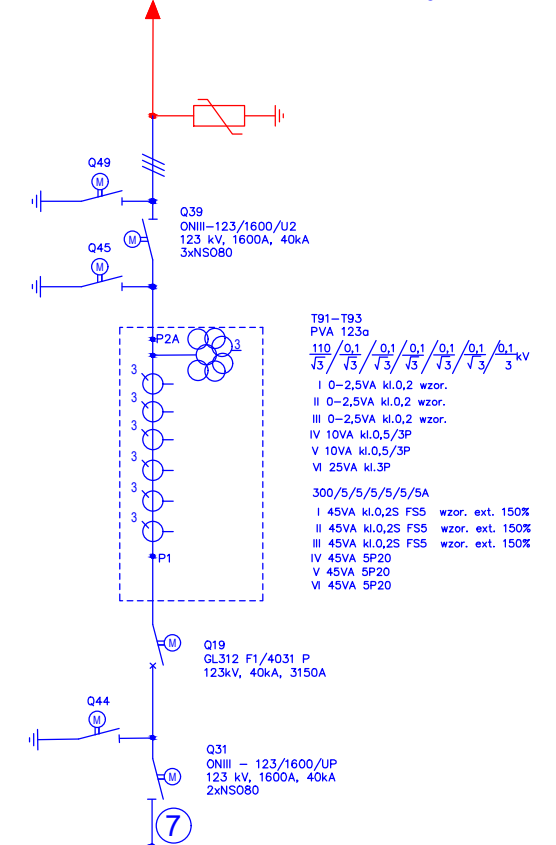 Q49
M
Q39
ONIII-123/1600/U2
123 kV, 1600A, 40kA
3xNSO80
M
Q45
M
P2A
3
T91-T93
PVA 123a
110/√3 / 0,1/√3 / 0,1/√3 / 0,1/√3 / 0,1/√3 / 0,1/√3 / 0,1/3 kV
I 0-2,5VA kl.0,2 wzor.
II 0-2,5VA kl.0,2 wzor.
III 0-2,5VA kl.0,2 wzor.
IV 10VA kl.0,5/3P
V 10VA kl.0,5/3P
VI 25VA kl.3P
300/5/5/5/5/5/5A
I 45VA kl.0,2S FS5 wzor. ext. 150%
II 45VA kl.0,2S FS5 wzor. ext. 150%
III 45VA kl.0,2S FS5 wzor. ext. 150%
IV 45VA 5P20
V 45VA 5P20
VI 45VA 5P20
3
3
3
3
3
3
P1
M
Q19
GL312 F1/4031 P
123kV, 40kA, 3150A
Q44
M
Q31
ONIII - 123/1600/UP
123 kV, 1600A, 40kA
2xNSO80
M
7